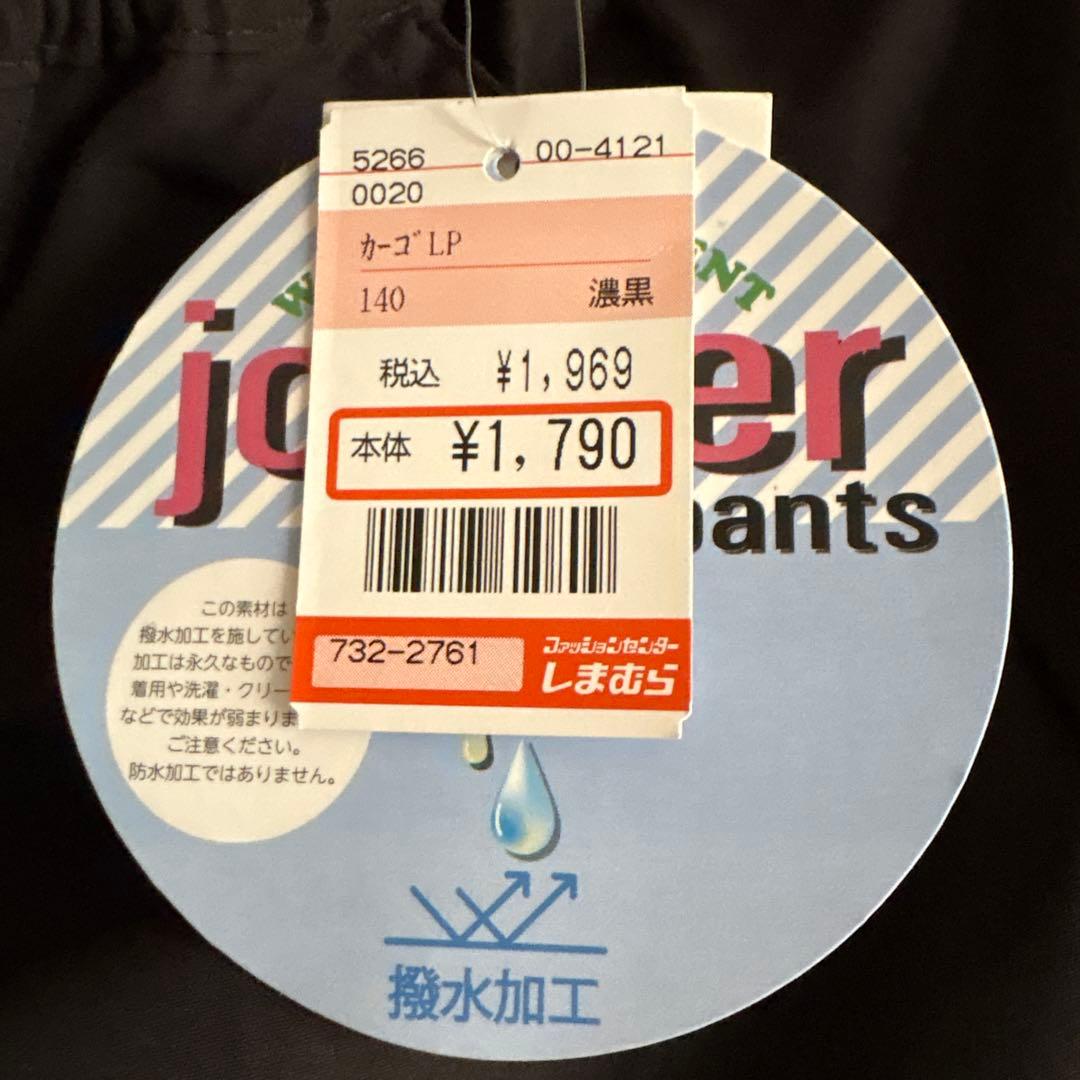 5266 00-4121
0020
カーゴLP
140 濃黒
税込 ¥1,969
本体 ¥1,790
732-2761 ファッションセンター
しまむら
pants
この素材は
撥水加工を施してい
加工は永久なもので
着用や洗濯・クリー
などで効果が弱まりま
ご注意ください。
防水加工ではありません。
撥水加工